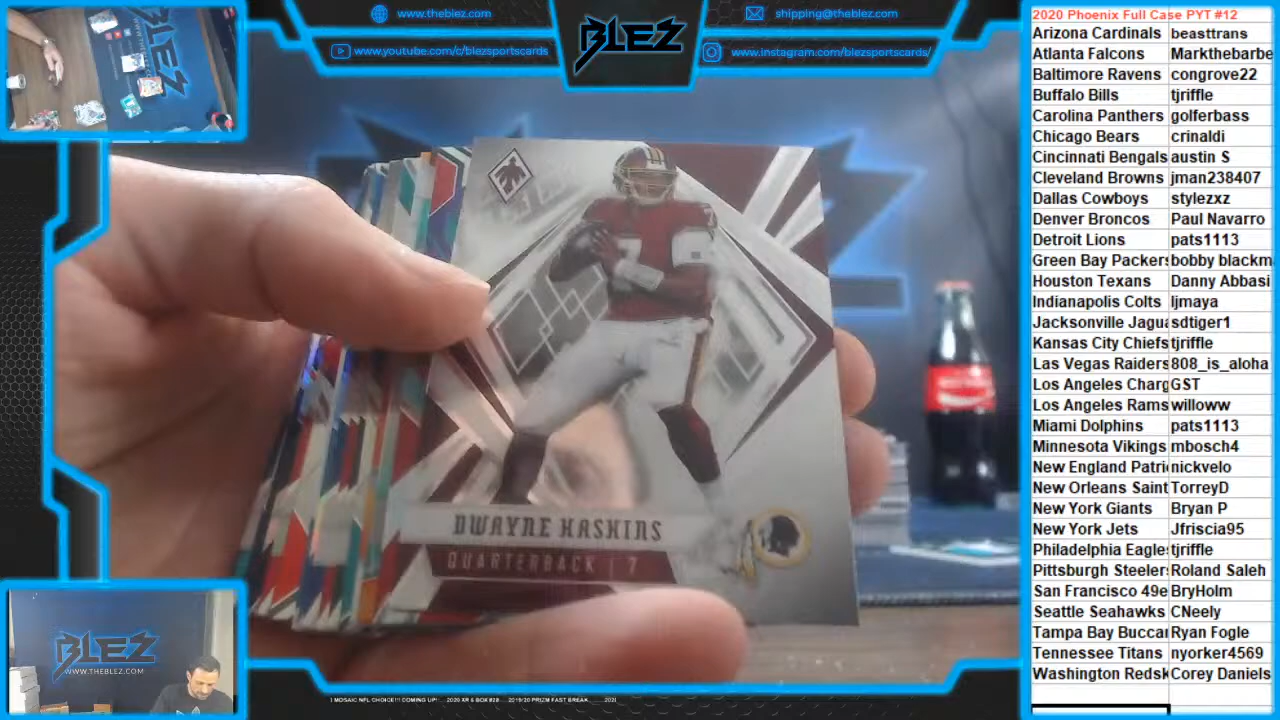 www.theblez.com
shipping@theblez.com
www.youtube.com/c/blezsportscards
www.instagram.com/blezsportscards/
BLEZ
DWAYNE HASKINS
QUARTERBACK | 7
7
BLEZ
WWW.THEBLEZ.COM
2020 Phoenix Full Case PYT #12
Arizona Cardinals beasttrans
Atlanta Falcons Markthebarbe
Baltimore Ravens congrove22
Buffalo Bills tjriffle
Carolina Panthers golferbass
Chicago Bears crinaldi
Cincinnati Bengals austin S
Cleveland Browns jman238407
Dallas Cowboys stylezxz
Denver Broncos Paul Navarro
Detroit Lions pats1113
Green Bay Packers bobby blackm
Houston Texans Danny Abbasi
Indianapolis Colts ljmaya
Jacksonville Jagua sdtiger1
Kansas City Chiefs tjriffle
Las Vegas Raiders 808_is_aloha
Los Angeles Charg GST
Los Angeles Rams willoww
Miami Dolphins pats1113
Minnesota Vikings mbosch4
New England Patri nickvelo
New Orleans Saint TorreyD
New York Giants Bryan P
New York Jets Jfriscia95
Philadelphia Eagle tjriffle
Pittsburgh Steeler Roland Saleh
San Francisco 49e BryHolm
Seattle Seahawks CNeely
Tampa Bay Buccar Ryan Fogle
Tennessee Titans nyorker4569
Washington Redsk Corey Daniels